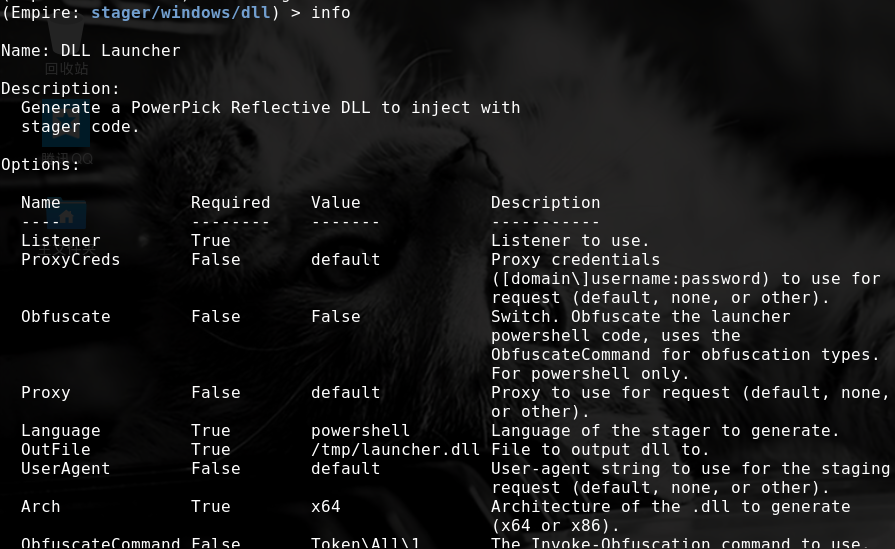 (Empire: stager/windows/dll) > info
Name: DLL Launcher
Description:
Generate a PowerPick Reflective DLL to inject with
stager code.
Options:
Name Required Value Description
---- -------- ------- -----------
Listener True Listener to use.
ProxyCreds False default Proxy credentials
([domain\]username:password) to use for
request (default, none, or other).
Obfuscate False False Switch. Obfuscate the launcher
powershell code, uses the
ObfuscateCommand for obfuscation types.
For powershell only.
Proxy False default Proxy to use for request (default, none,
or other).
Language True powershell Language of the stager to generate.
OutFile True /tmp/launcher.dll File to output dll to.
UserAgent False default User-agent string to use for the staging
request (default, none, or other).
Arch True x64 Architecture of the .dll to generate
(x64 or x86).
ObfuscateCommand False Token\All\1 The Invoke-Obfuscation command to use.
回收站
腾讯QQ